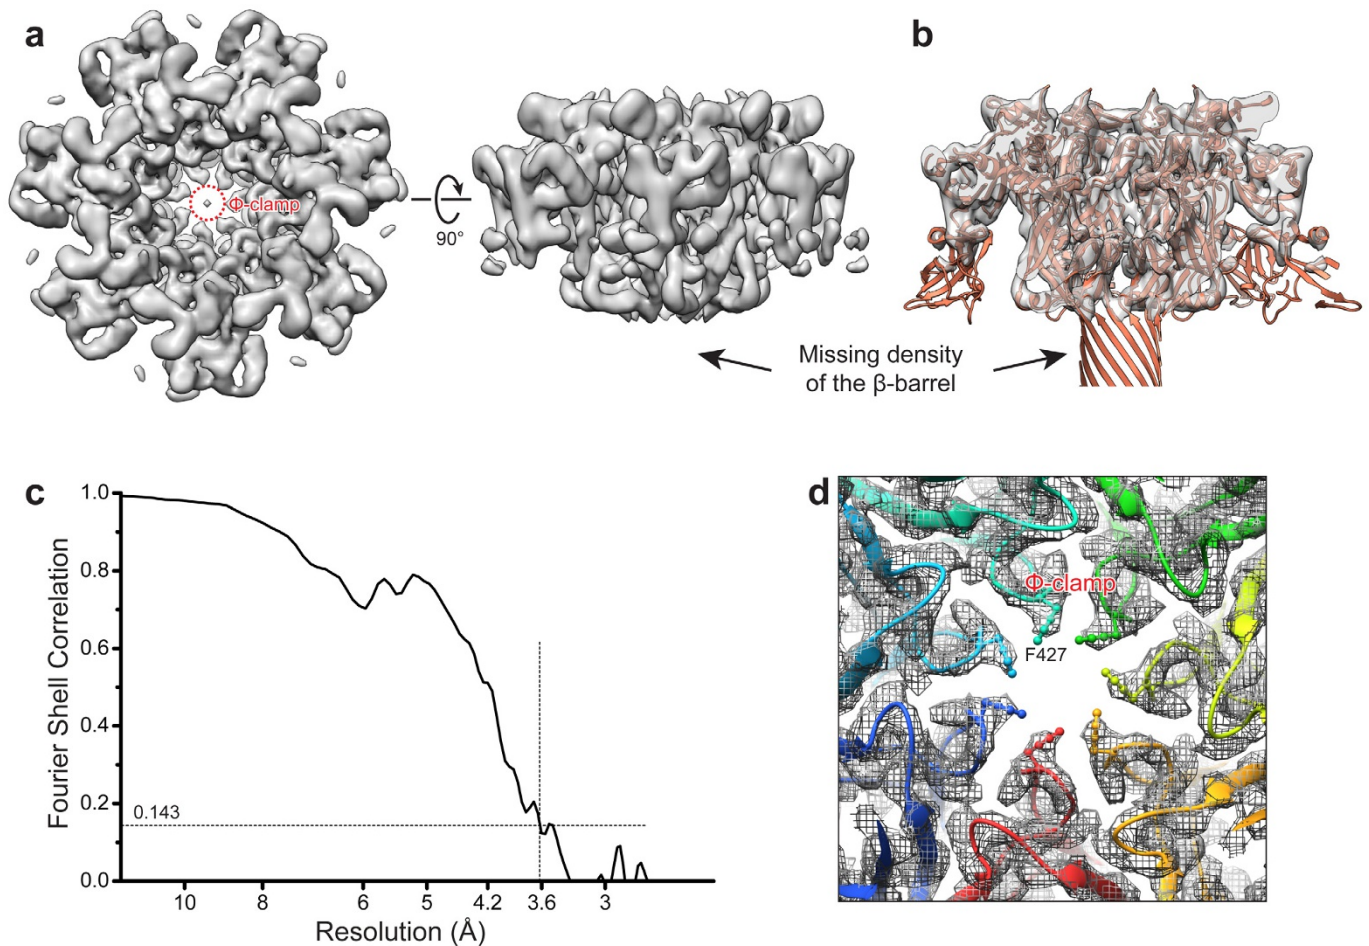 a
Φ-clamp
90°
b
Missing density
of the β-barrel
c
Fourier Shell Correlation
1.0
0.8
0.6
0.4
0.2
0.0
0.143
10 8 6 5 4.2 3.6 3
Resolution (Å)
d
Φ-clamp
F427